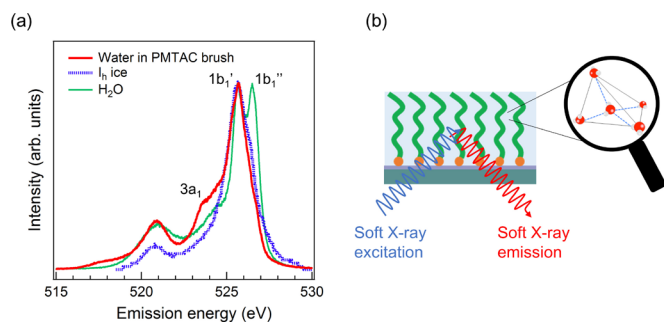 (a)
Water in PMTAC brush
Iₕ ice
H₂O
1b₁' 1b₁''
3a₁
Intensity (arb. units)
515 520 525 530
Emission energy (eV)
(b)
Soft X-ray
excitation
Soft X-ray
emission